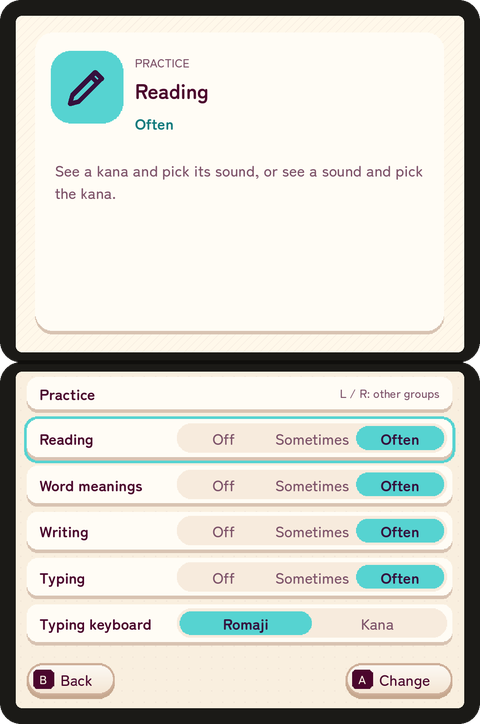 PRACTICE
Reading
Often
See a kana and pick its sound, or see a sound and pick
the kana.
Practice L / R: other groups
Reading Off Sometimes Often
Word meanings Off Sometimes Often
Writing Off Sometimes Often
Typing Off Sometimes Often
Typing keyboard Romaji Kana
B Back A Change